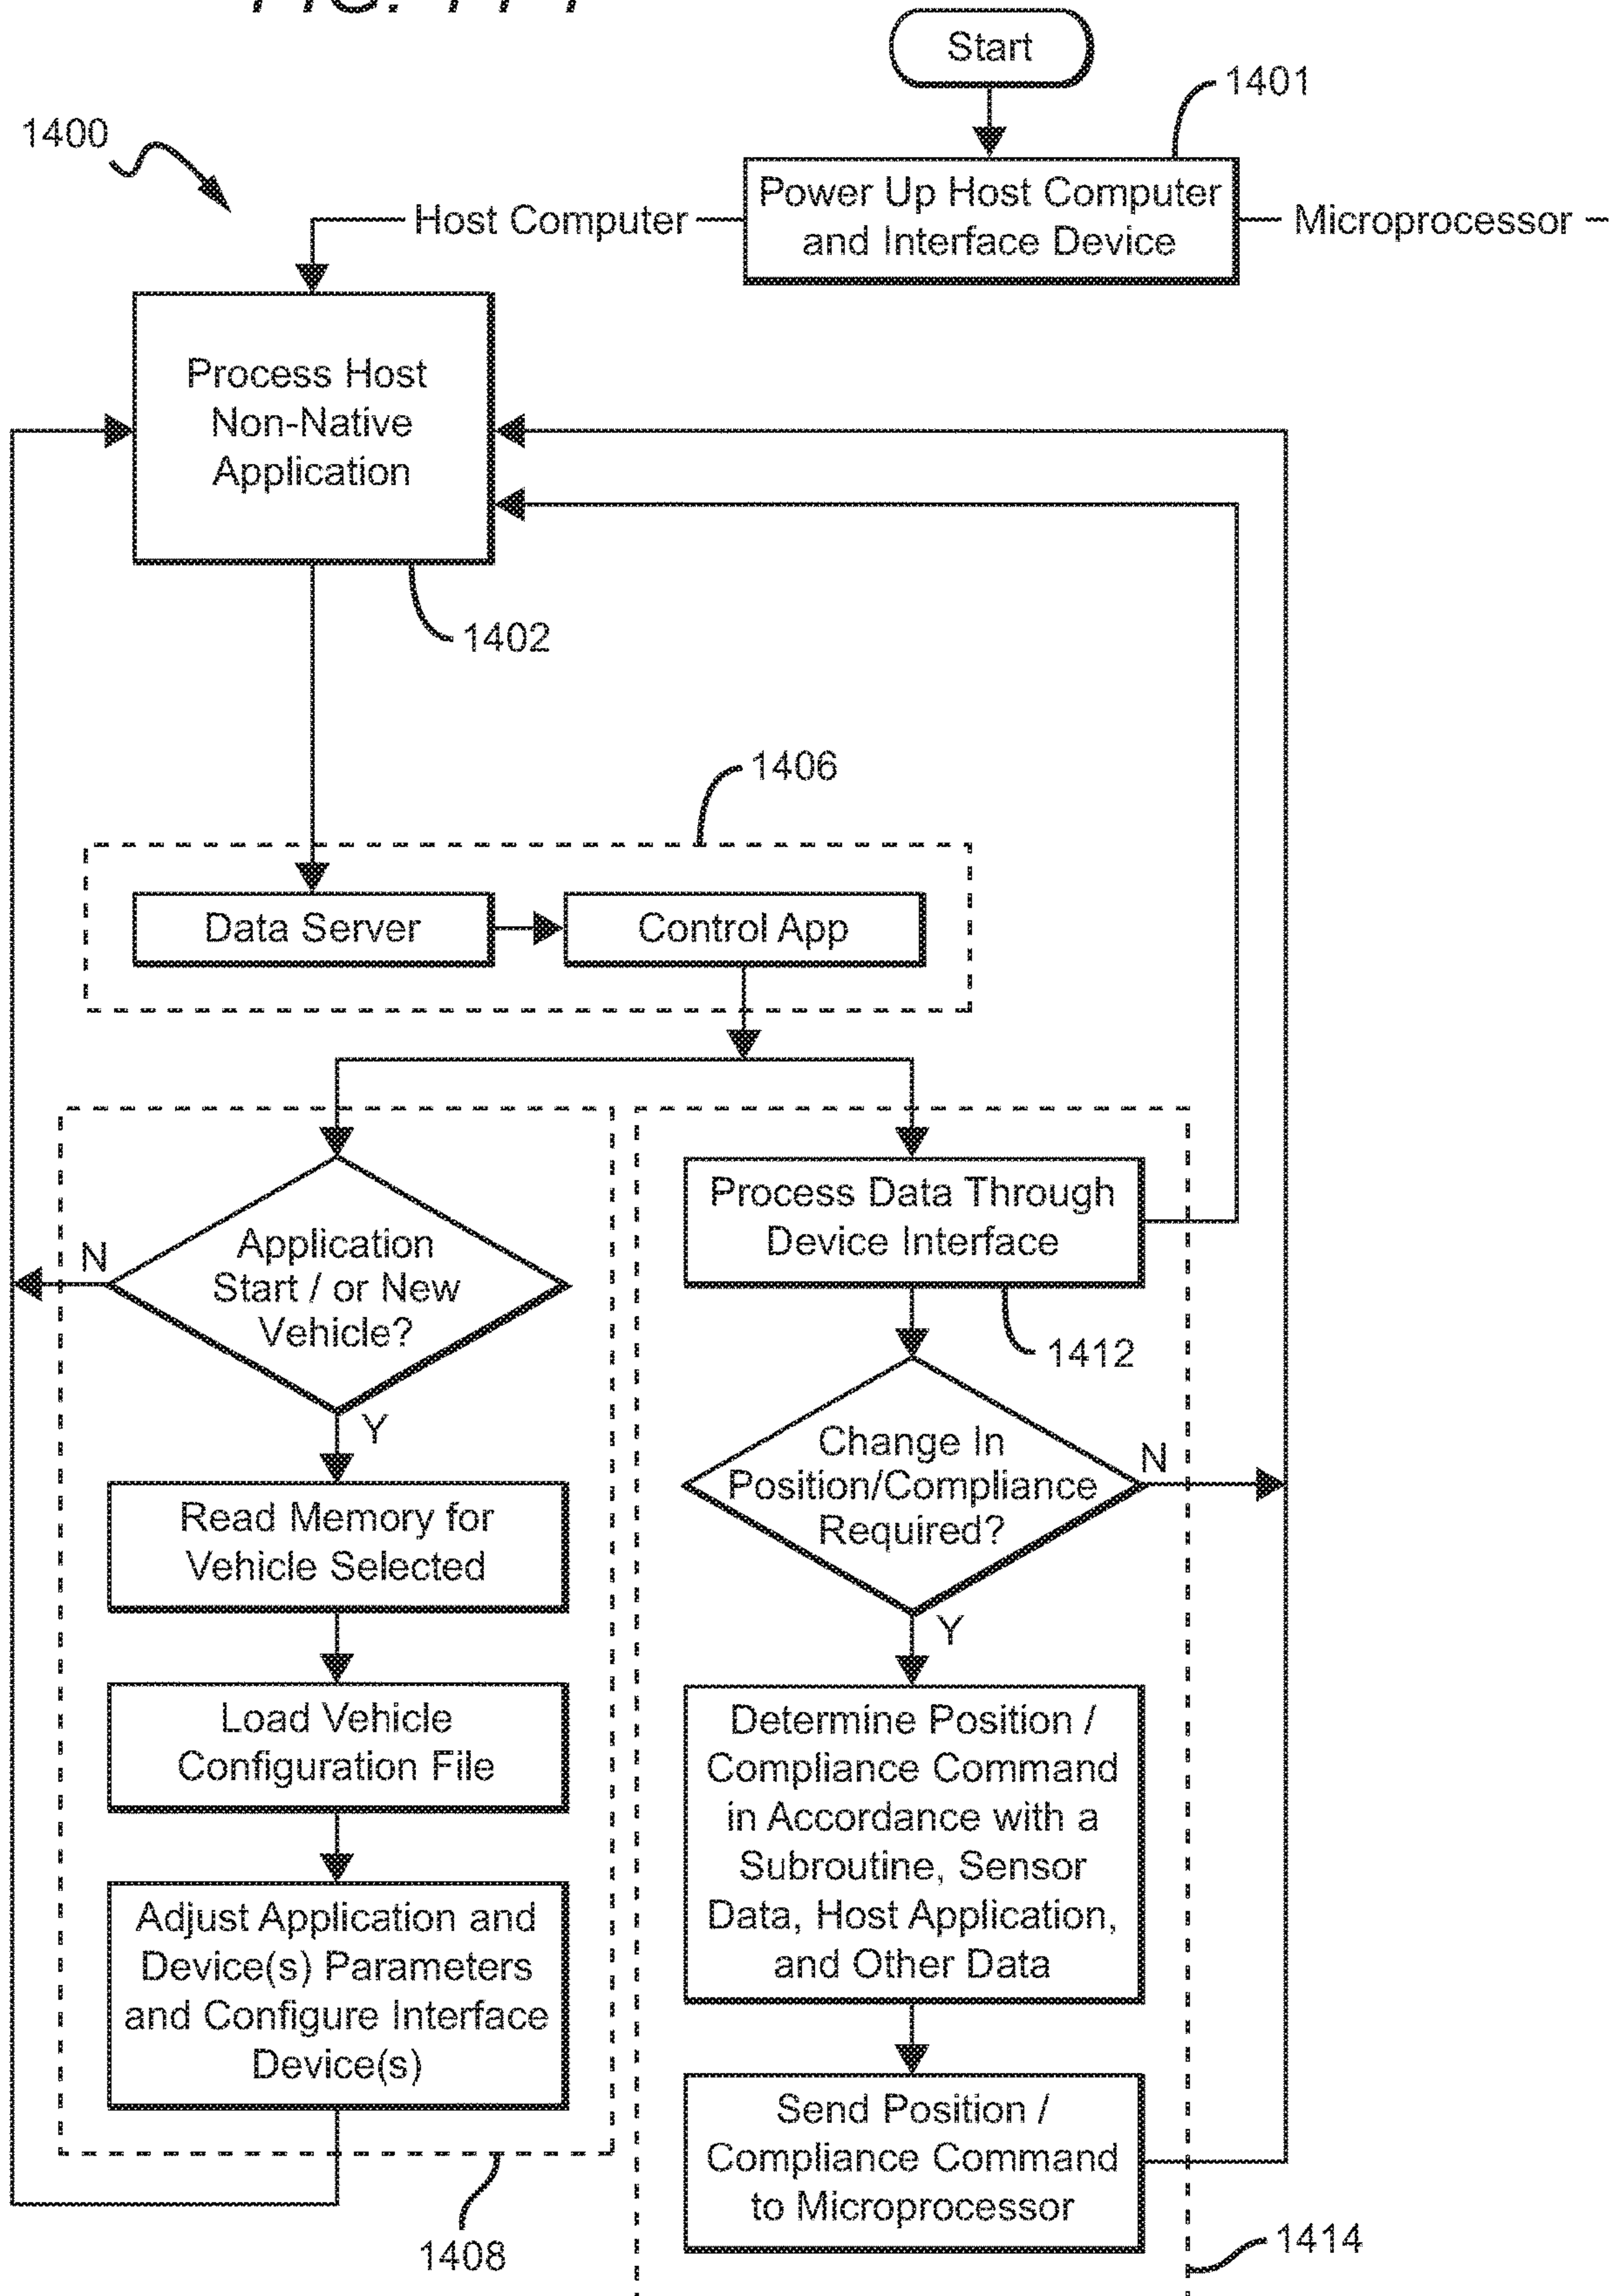 Start
1401
1400
Power Up Host Computer
and Interface Device
Host Computer
Microprocessor
Process Host
Non-Native
Application
1402
1406
Data Server
Control App
Application
Start / or New
Vehicle?
N
Y
Process Data Through
Device Interface
1412
Change In
Position/Compliance
Required?
N
Y
Read Memory for
Vehicle Selected
Load Vehicle
Configuration File
Adjust Application and
Device(s) Parameters
and Configure Interface
Device(s)
Determine Position /
Compliance Command
in Accordance with a
Subroutine, Sensor
Data, Host Application,
and Other Data
Send Position /
Compliance Command
to Microprocessor
1408
1414